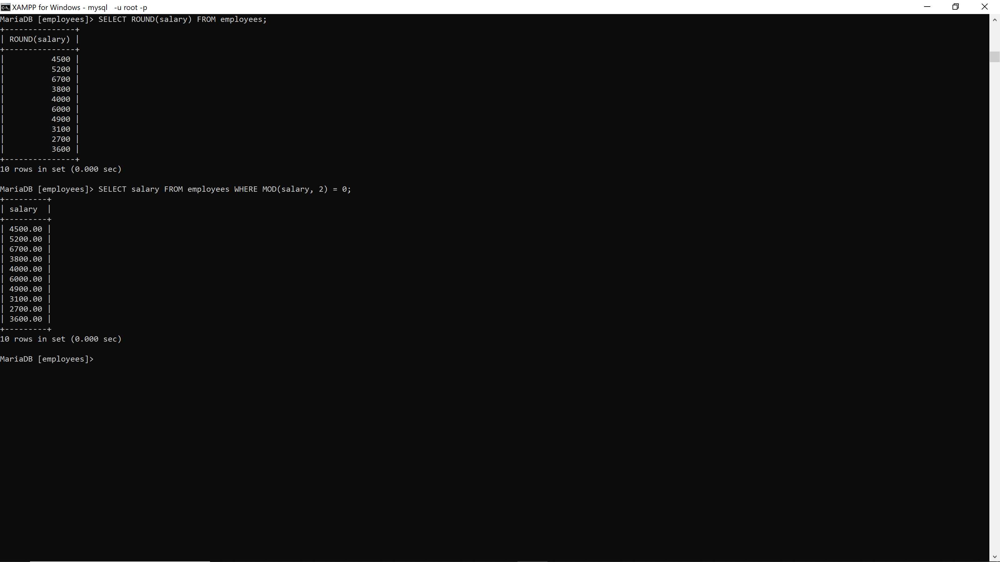 XAMPP for Windows - mysql   -u root -p
MariaDB [employees]> SELECT ROUND(salary) FROM employees;
+---------------+
| ROUND(salary) |
+---------------+
|          4500 |
|          5200 |
|          6700 |
|          3800 |
|          4000 |
|          6000 |
|          4900 |
|          3100 |
|          2700 |
|          3600 |
+---------------+
10 rows in set (0.000 sec)

MariaDB [employees]> SELECT salary FROM employees WHERE MOD(salary, 2) = 0;
+---------+
| salary  |
+---------+
| 4500.00 |
| 5200.00 |
| 6700.00 |
| 3800.00 |
| 4000.00 |
| 6000.00 |
| 4900.00 |
| 3100.00 |
| 2700.00 |
| 3600.00 |
+---------+
10 rows in set (0.000 sec)

MariaDB [employees]>